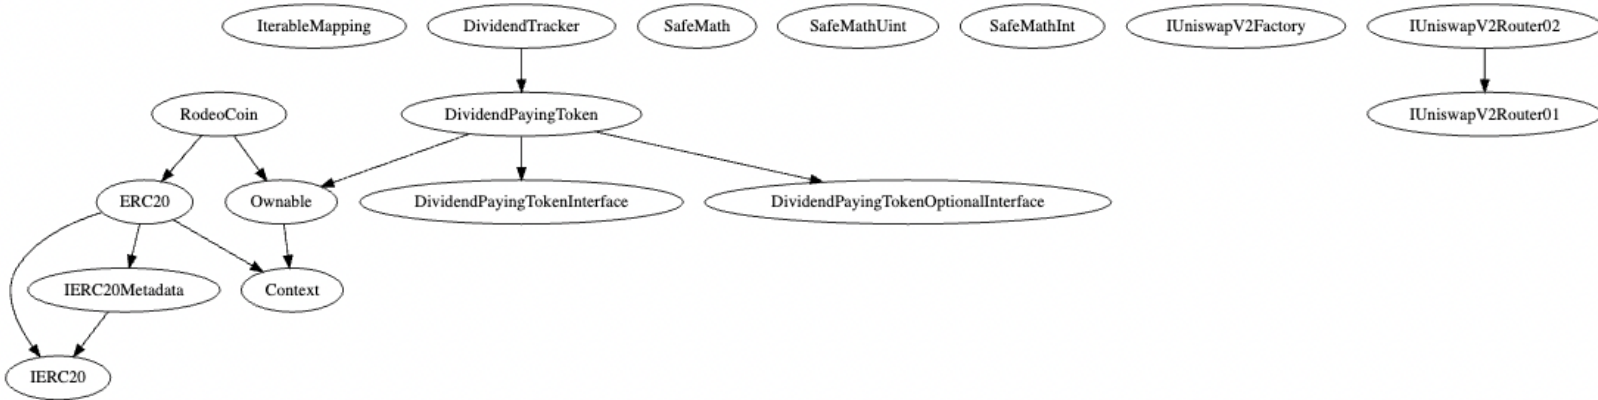 IterableMapping
DividendTracker
SafeMath
SafeMathUint
SafeMathInt
IUniswapV2Factory
IUniswapV2Router02
RodeoCoin
DividendPayingToken
IUniswapV2Router01
ERC20
Ownable
DividendPayingTokenInterface
DividendPayingTokenOptionalInterface
IERC20Metadata
Context
IERC20